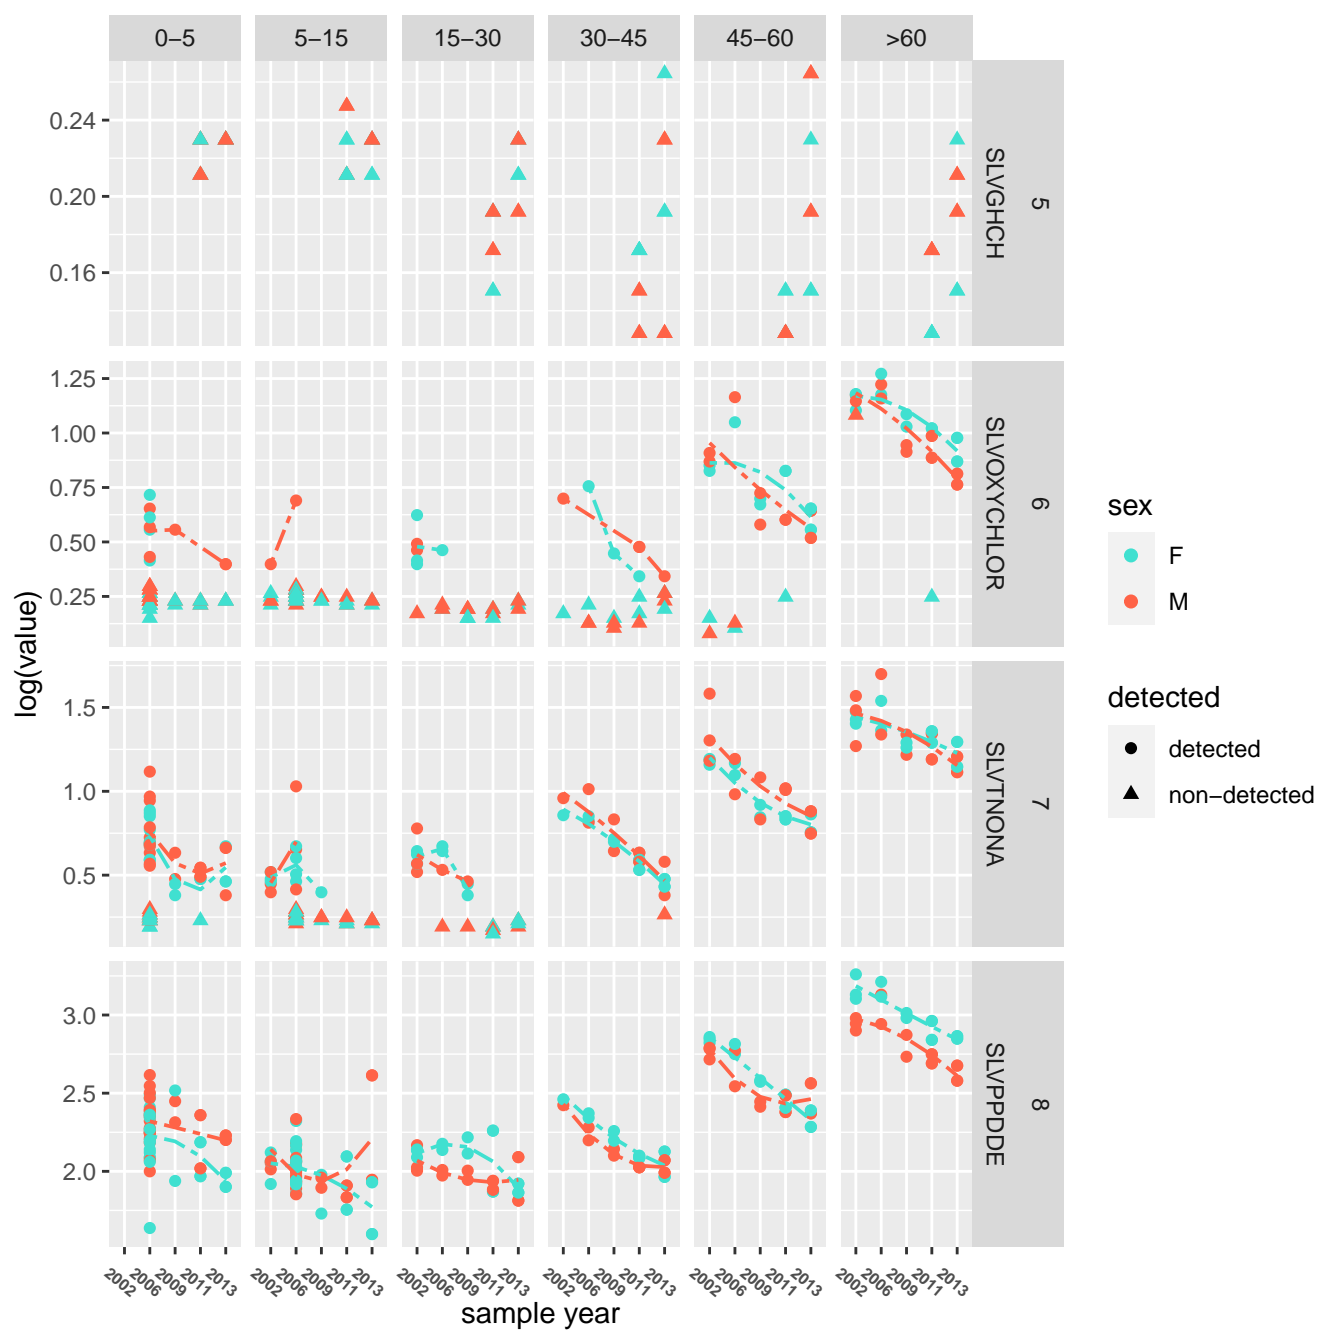 0−5 5−15 15−30 30−45 45−60 >60
0.24
0.20
0.16
SLVGHCH
5
1.25
1.00
0.75
0.50
0.25
SLVOXYCHLOR
6
1.5
1.0
0.5
SLVTNONA
7
3.0
2.5
2.0
SLVPPDDE
8
log(value)
2002 2006 2009 2011 2013 2002 2006 2009 2011 2013 2002 2006 2009 2011 2013 2002 2006 2009 2011 2013 2002 2006 2009 2011 2013 2002 2006 2009 2011 2013
sample year
sex
F
M
detected
detected
non−detected